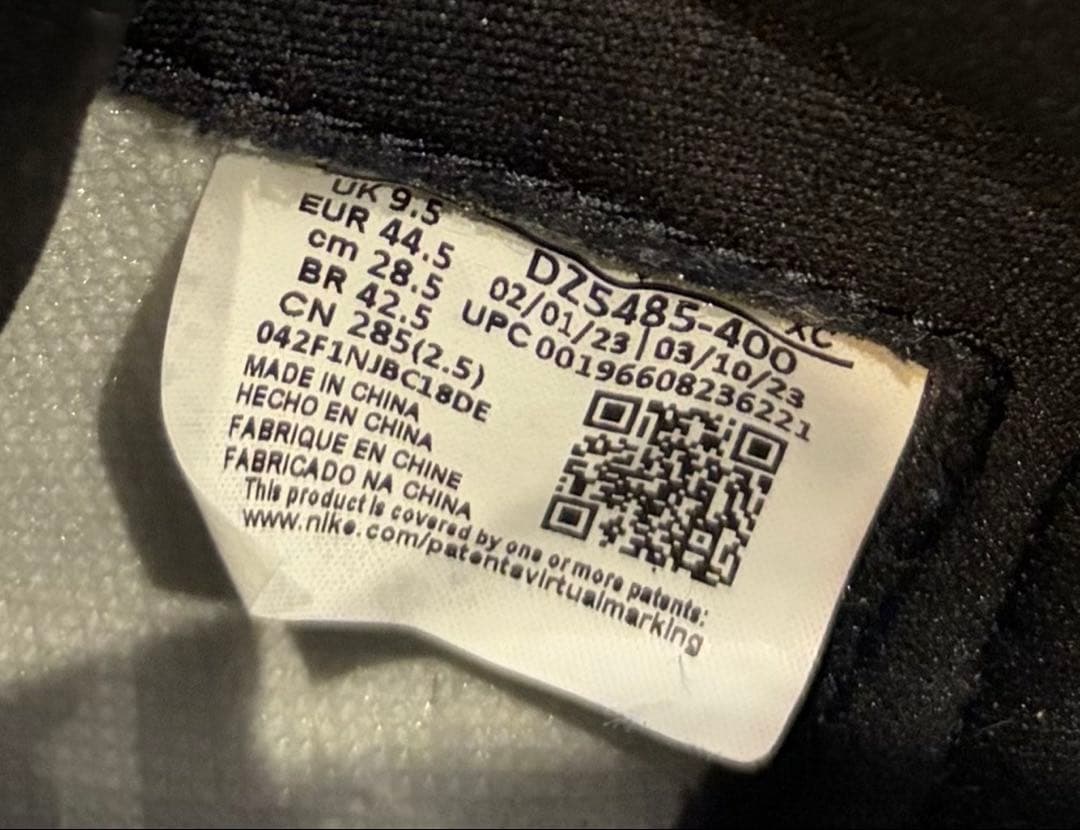 UK 9.5
EUR 44.5
cm 28.5
BR 42.5
CN 285(2.5)
042F1NJBC18DE
MADE IN CHINA
HECHO EN CHINA
FABRIQUE EN CHINE
FABRICADO NA CHINA
XC
DZ5485-400
02/01/23 | 03/10/23
UPC 00196608236221
This product is covered by one or more patents:
www.nike.com/patentsvirtualmarking